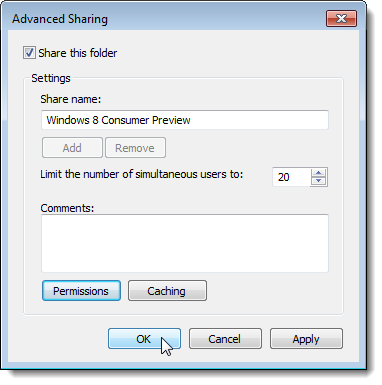 Advanced Sharing
Share this folder
Settings
Share name:
Windows 8 Consumer Preview
Add Remove
Limit the number of simultaneous users to: 20
Comments:
Permissions Caching
OK Cancel Apply